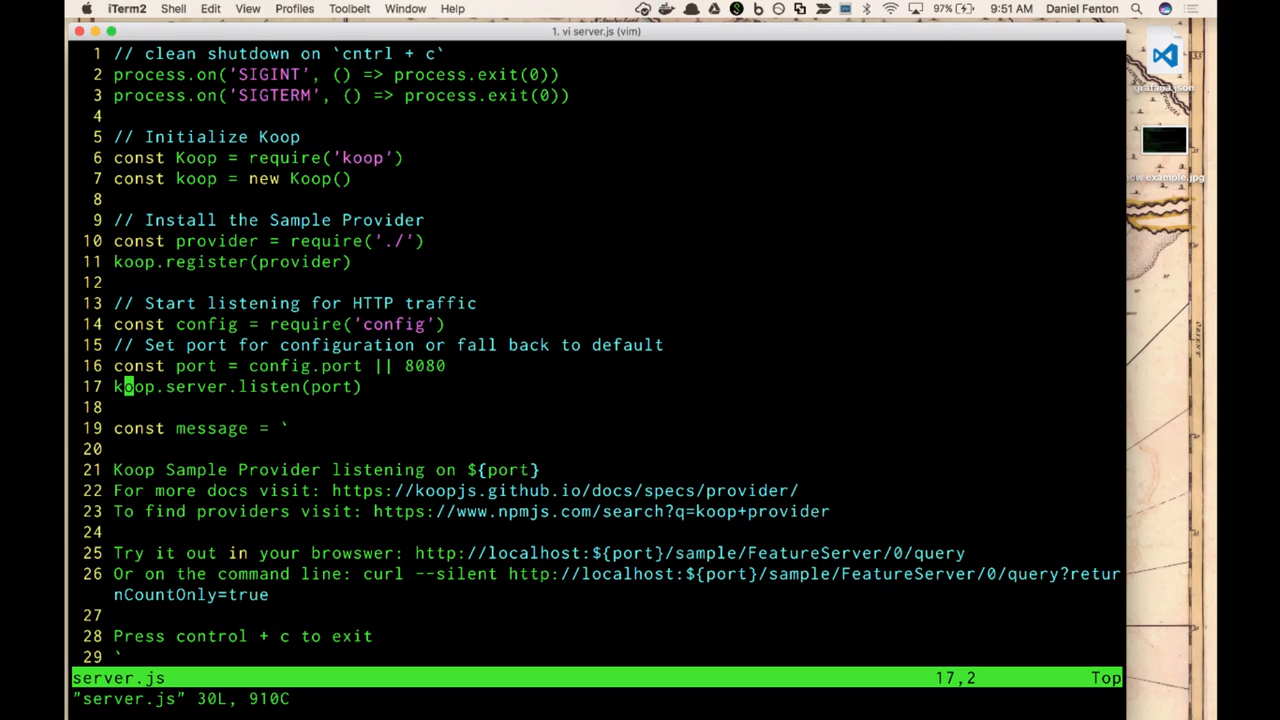 iTerm2 Shell Edit View Profiles Toolbelt Window Help 97% 9:51 AM Daniel Fenton
1. vi server.js (vim)
1 // clean shutdown on `cntrl + c`
2 process.on('SIGINT', () => process.exit(0))
3 process.on('SIGTERM', () => process.exit(0))
4
5 // Initialize Koop
6 const Koop = require('koop')
7 const koop = new Koop()
8
9 // Install the Sample Provider
10 const provider = require('./')
11 koop.register(provider)
12
13 // Start listening for HTTP traffic
14 const config = require('config')
15 // Set port for configuration or fall back to default
16 const port = config.port || 8080
17 koop.server.listen(port)
18
19 const message = `
20
21 Koop Sample Provider listening on ${port}
22 For more docs visit: https://koopjs.github.io/docs/specs/provider/
23 To find providers visit: https://www.npmjs.com/search?q=koop+provider
24
25 Try it out in your browswer: http://localhost:${port}/sample/FeatureServer/0/query
26 Or on the command line: curl --silent http://localhost:${port}/sample/FeatureServer/0/query?retur
nCountOnly=true
27
28 Press control + c to exit
29 `
server.js 17,2 Top
"server.js" 30L, 910C
grafana.json
ow example.jpg